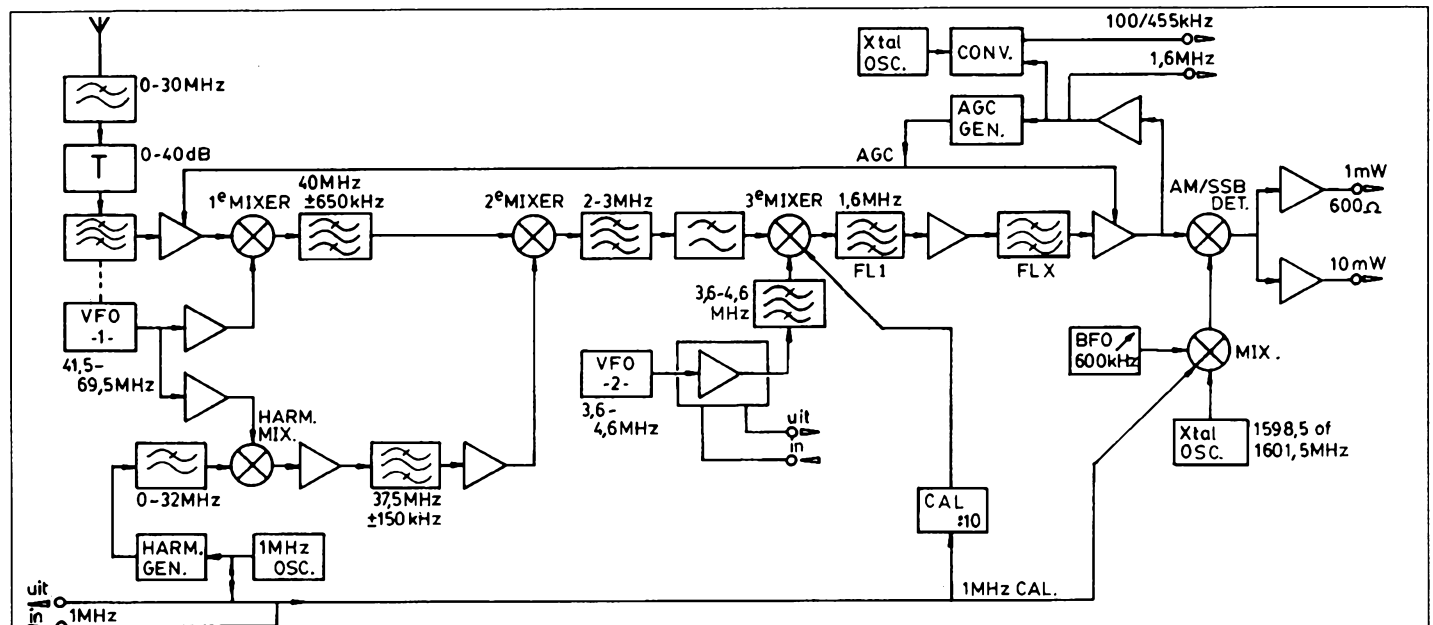 100/455kHz
Xtal
OSC.
CONV.
1,6MHz
0-30MHz
AGC
GEN.
T
0-40dB
AGC
1mW
600Ω
AM/SSB
DET.
1e MIXER
40MHz
±650kHz
2e MIXER
2-3MHz
3e MIXER
1,6MHz
FL1
FLX
10mW
VFO
-1-
41,5-
69,5MHz
3,6-4,6
MHz
BFO
600kHz
MIX.
VFO
-2-
3,6-
4,6MHz
uit
in
HARM.
MIX.
0-32MHz
37,5MHz
±150kHz
Xtal
OSC.
1598,5 of
1601,5MHz
CAL
:10
HARM.
GEN.
1MHz
OSC.
1MHz CAL.
uit
1MHz
in